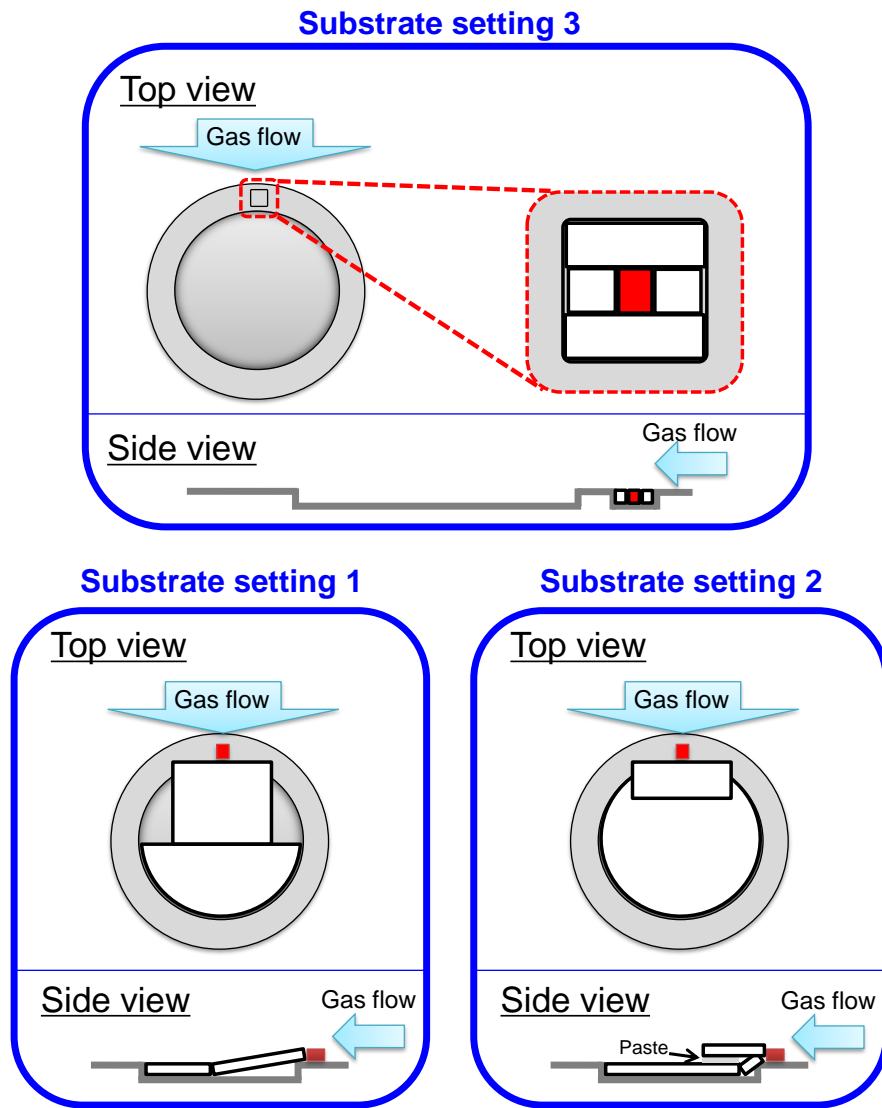 Substrate setting 3
Top view
Gas flow
Side view
Gas flow
Substrate setting 1
Top view
Gas flow
Side view
Gas flow
Substrate setting 2
Top view
Gas flow
Side view
Gas flow
Paste